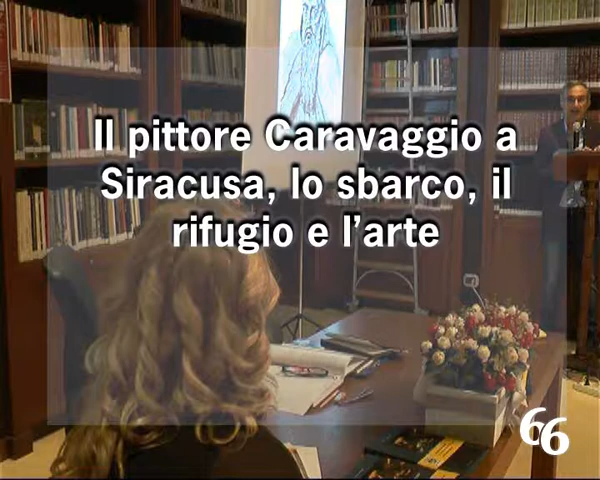 Il pittore Caravaggio a
Siracusa, lo sbarco, il
rifugio e l'arte
66